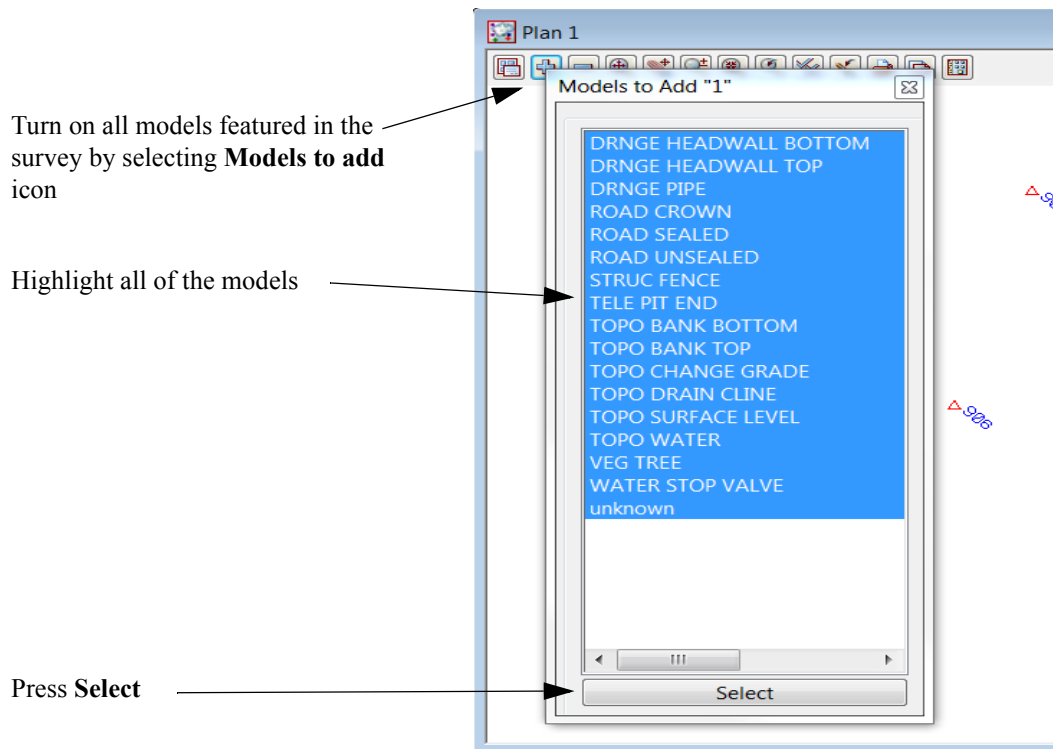 Plan 1
Models to Add "1"
Turn on all models featured in the
survey by selecting Models to add
icon
DRNGE HEADWALL BOTTOM
DRNGE HEADWALL TOP
DRNGE PIPE
ROAD CROWN
ROAD SEALED
ROAD UNSEALED
STRUC FENCE
TELE PIT END
TOPO BANK BOTTOM
TOPO BANK TOP
TOPO CHANGE GRADE
TOPO DRAIN CLINE
TOPO SURFACE LEVEL
TOPO WATER
VEG TREE
WATER STOP VALVE
unknown
Highlight all of the models
906
Press Select
Select